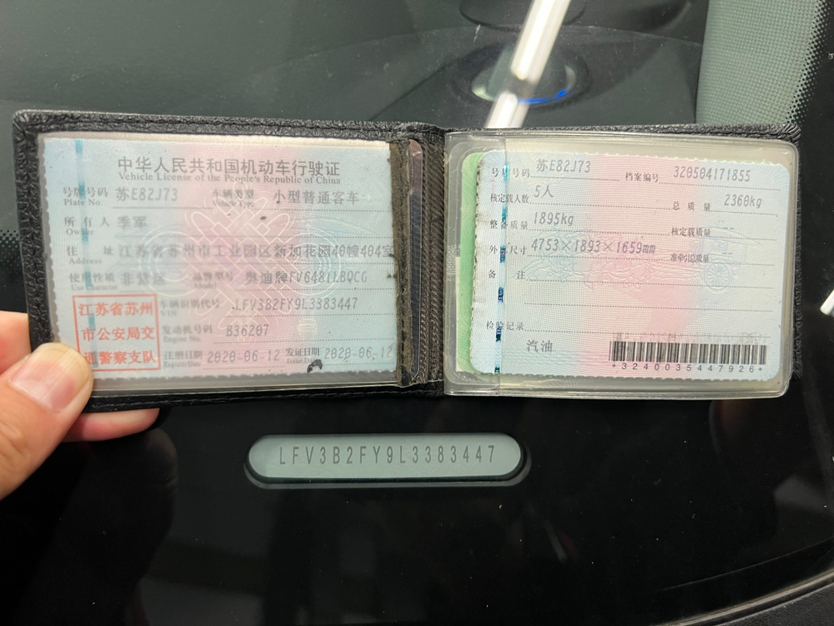 中华人民共和国机动车行驶证
Vehicle License of the People's Republic of China
号牌号码 苏E82J73 车辆类型 小型普通客车
Plate No. Vehicle Type
所有人 季军
Owner
住 址 江苏省苏州市工业园区新加花园40幢404室
Address
使用性质 非营运 品牌型号 奥迪牌FV6481LBQCG
Model
江苏省苏州
市公安局交
通警察支队
车辆识别代号 LFV3B2FY9L3383447
VIN
发动机号码 B36207
Engine No.
注册日期 2020-06-12 发证日期 2020-06-12
号牌号码 苏E82J73 档案编号 320504171855
核定载人数 5人 总质量 2360kg
整备质量 1895kg 核定载质量 --
外廓尺寸 4753×1893×1659 准牵引总质量 --
备 注
检验记录
汽油
*3240035447926*
LFV3B2FY9L3383447